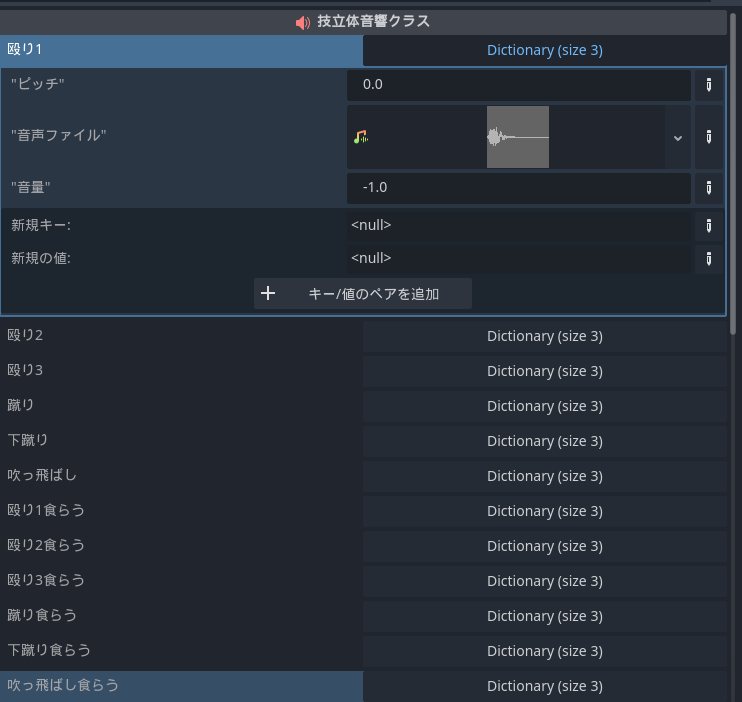 技立体音響クラス
殴り1 Dictionary (size 3)
"ピッチ" 0.0
"音声ファイル"
"音量" -1.0
新規キー: <null>
新規の値: <null>
キー/値のペアを追加
殴り2 Dictionary (size 3)
殴り3 Dictionary (size 3)
蹴り Dictionary (size 3)
下蹴り Dictionary (size 3)
吹っ飛ばし Dictionary (size 3)
殴り1食らう Dictionary (size 3)
殴り2食らう Dictionary (size 3)
殴り3食らう Dictionary (size 3)
蹴り食らう Dictionary (size 3)
下蹴り食らう Dictionary (size 3)
吹っ飛ばし食らう Dictionary (size 3)